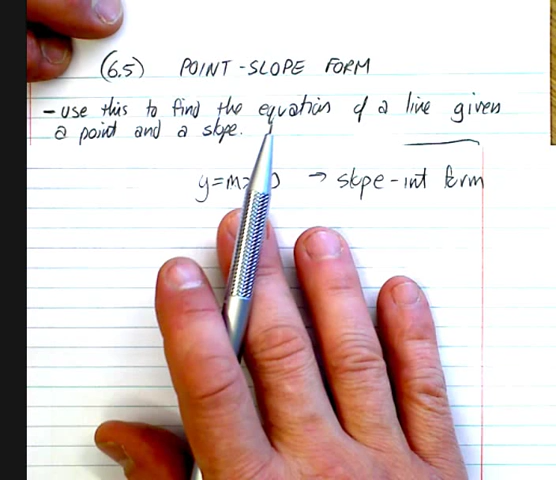 (6.5) POINT-SLOPE FORM
- use this to find the equation of a line given
a point and a slope.
y=m → slope-int form